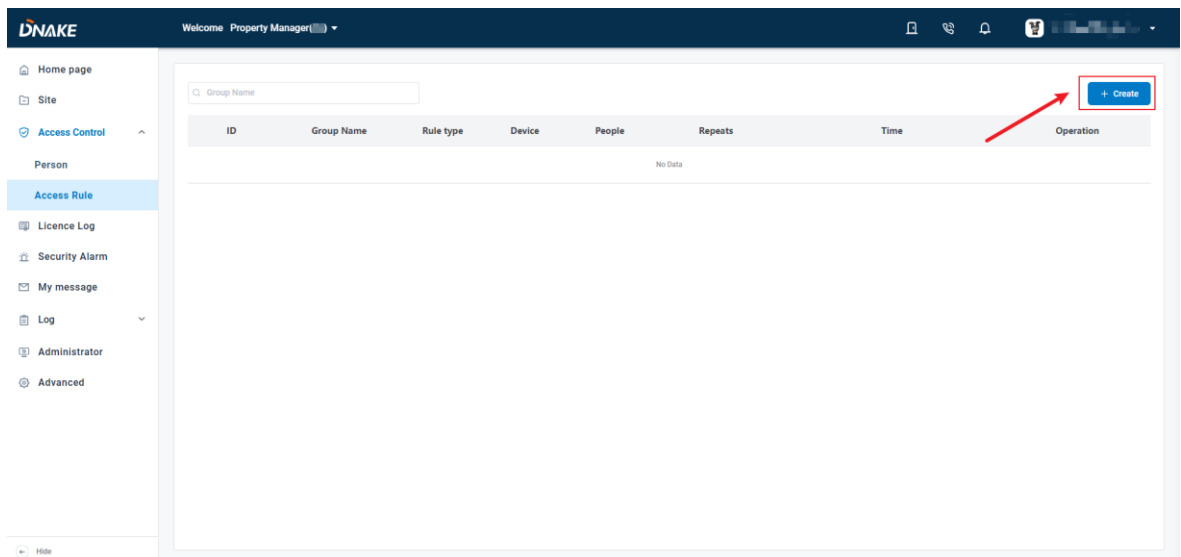 DNAKE
Welcome Property Manager( )
Home page
Site
Access Control
Person
Access Rule
Licence Log
Security Alarm
My message
Log
Administrator
Advanced
Hide
Group Name
+ Create
ID Group Name Rule type Device People Repeats Time Operation
No Data